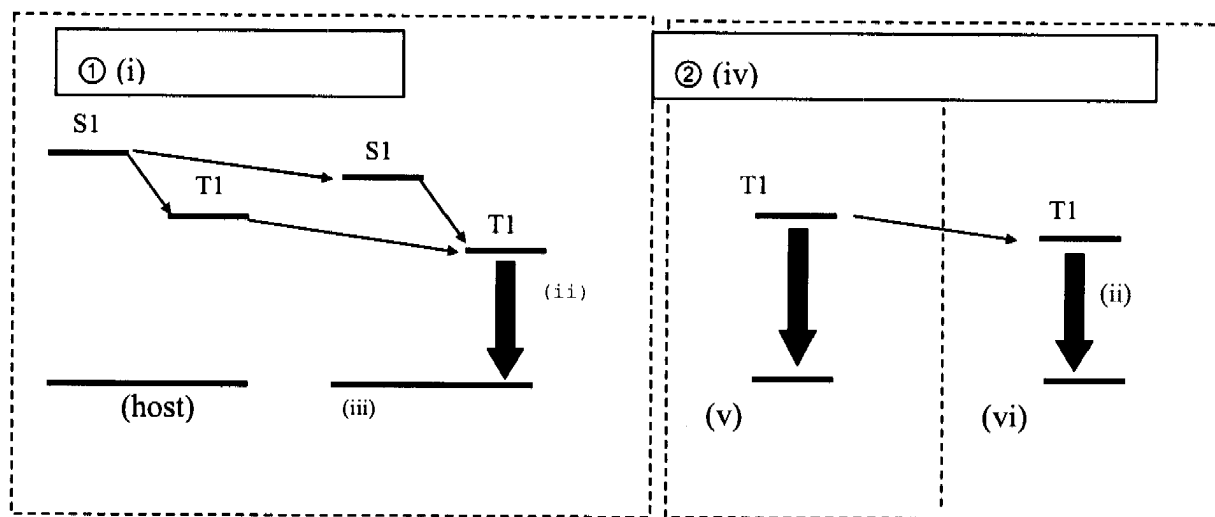 ① (i)
② (iv)
S1
S1
T1
T1
T1
T1
(ii)
(ii)
(host)
(iii)
(v)
(vi)